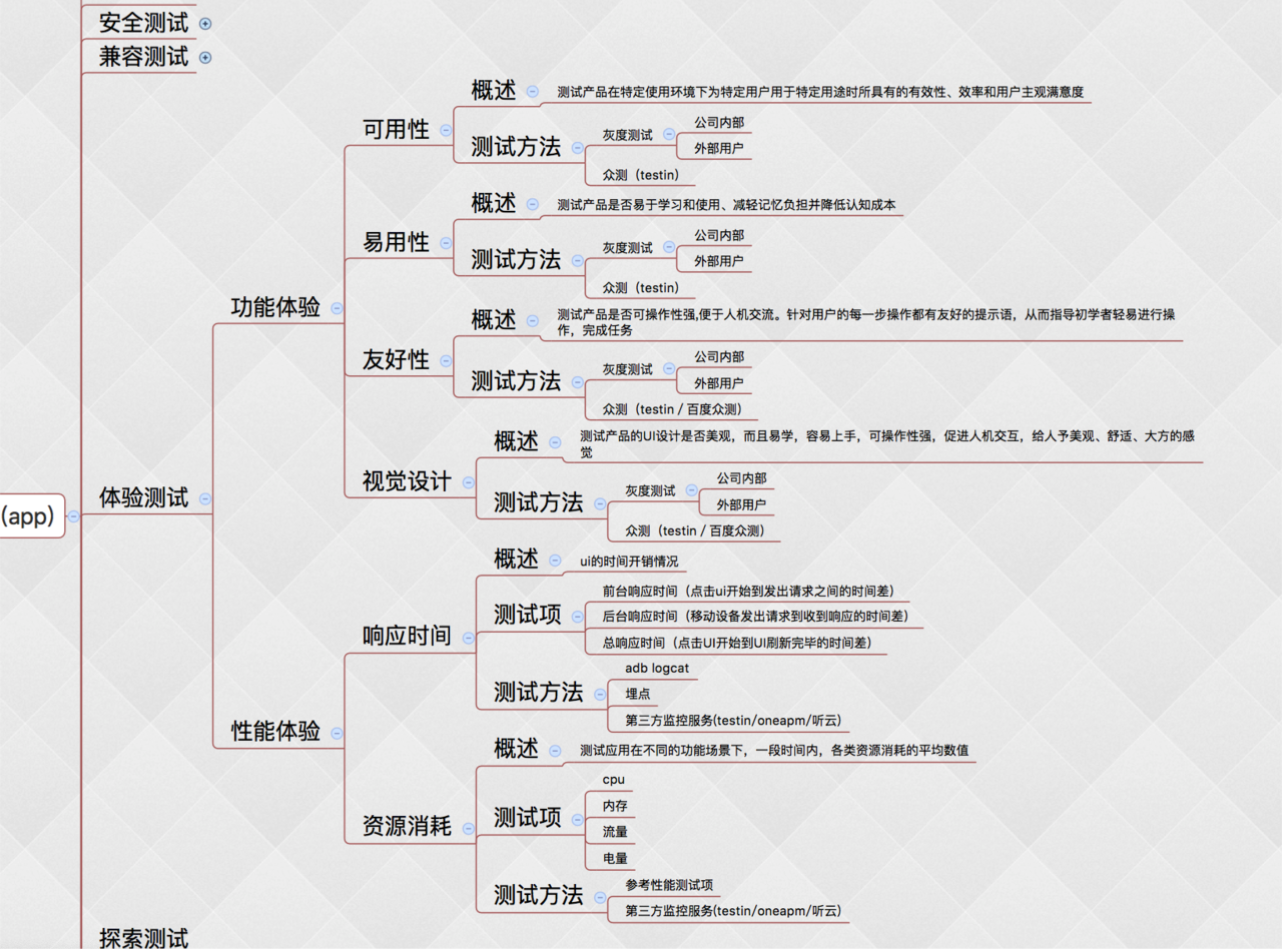 安全测试
兼容测试
概述
测试产品在特定使用环境下为特定用户用于特定用途时所具有的有效性、效率和用户主观满意度
可用性
测试方法
灰度测试
公司内部
外部用户
众测（testin）
概述
测试产品是否易于学习和使用、减轻记忆负担并降低认知成本
易用性
测试方法
灰度测试
公司内部
外部用户
众测（testin）
功能体验
概述
测试产品是否可操作性强,便于人机交流。针对用户的每一步操作都有友好的提示语，从而指导初学者轻易进行操
作，完成任务
友好性
测试方法
灰度测试
公司内部
外部用户
众测（testin / 百度众测）
概述
测试产品的UI设计是否美观，而且易学，容易上手，可操作性强，促进人机交互，给人予美观、舒适、大方的感
觉
视觉设计
测试方法
灰度测试
公司内部
外部用户
众测（testin / 百度众测）
体验测试
(app)
概述
ui的时间开销情况
响应时间
测试项
前台响应时间（点击ui开始到发出请求之间的时间差）
后台响应时间（移动设备发出请求到收到响应的时间差）
总响应时间（点击UI开始到UI刷新完毕的时间差）
测试方法
adb logcat
埋点
第三方监控服务(testin/oneapm/听云)
性能体验
概述
测试应用在不同的功能场景下，一段时间内，各类资源消耗的平均数值
资源消耗
测试项
cpu
内存
流量
电量
测试方法
参考性能测试项
第三方监控服务(testin/oneapm/听云)
探索测试